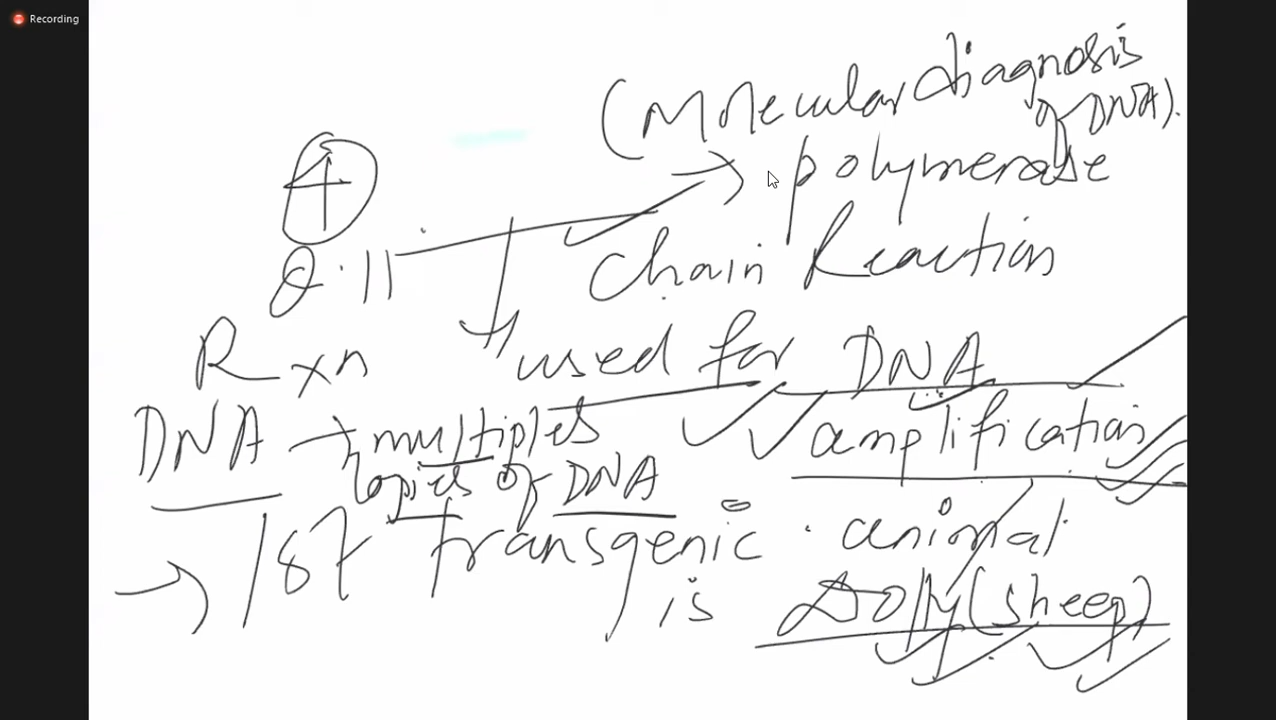 Recording
(Molecular diagnosis
of DNA).
4
Q.11 → polymerase
Chain Reaction
Rxn used for DNA
amplification
DNA → multiples
copies of DNA
→ 1st transgenic animal
is Dolly (sheep)